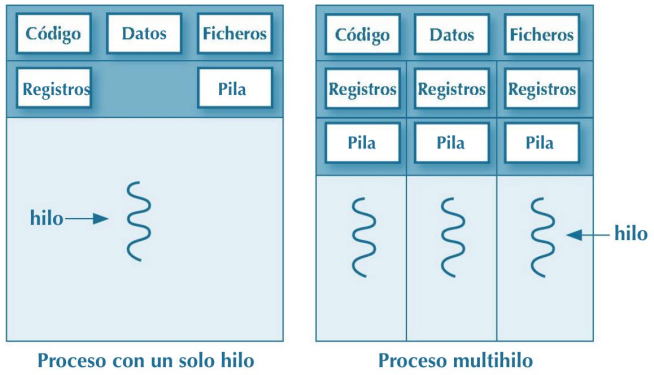 Código Datos Ficheros
Registros Pila
hilo
Proceso con un solo hilo
Código Datos Ficheros
Registros Registros Registros
Pila Pila Pila
hilo
Proceso multihilo